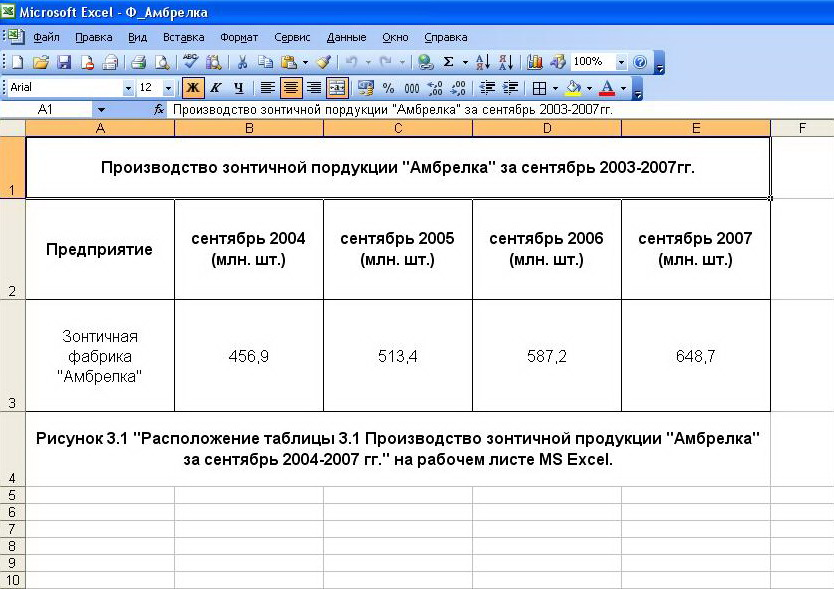 Microsoft Excel - Ф_Амбрелка
Файл Правка Вид Вставка Формат Сервис Данные Окно Справка
Σ 100%
Arial 12 Ж К Ч % 000
A1 fx Производство зонтичной пордукции "Амбрелка" за сентябрь 2003-2007гг.
A B C D E F
1 Производство зонтичной пордукции "Амбрелка" за сентябрь 2003-2007гг.
2 Предприятие
сентябрь 2004
(млн. шт.)
сентябрь 2005
(млн. шт.)
сентябрь 2006
(млн. шт.)
сентябрь 2007
(млн. шт.)
3 Зонтичная
фабрика
"Амбрелка"
456,9 513,4 587,2 648,7
4 Рисунок 3.1 "Расположение таблицы 3.1 Производство зонтичной продукции "Амбрелка"
за сентябрь 2004-2007 гг." на рабочем листе MS Excel.
5
6
7
8
9
10